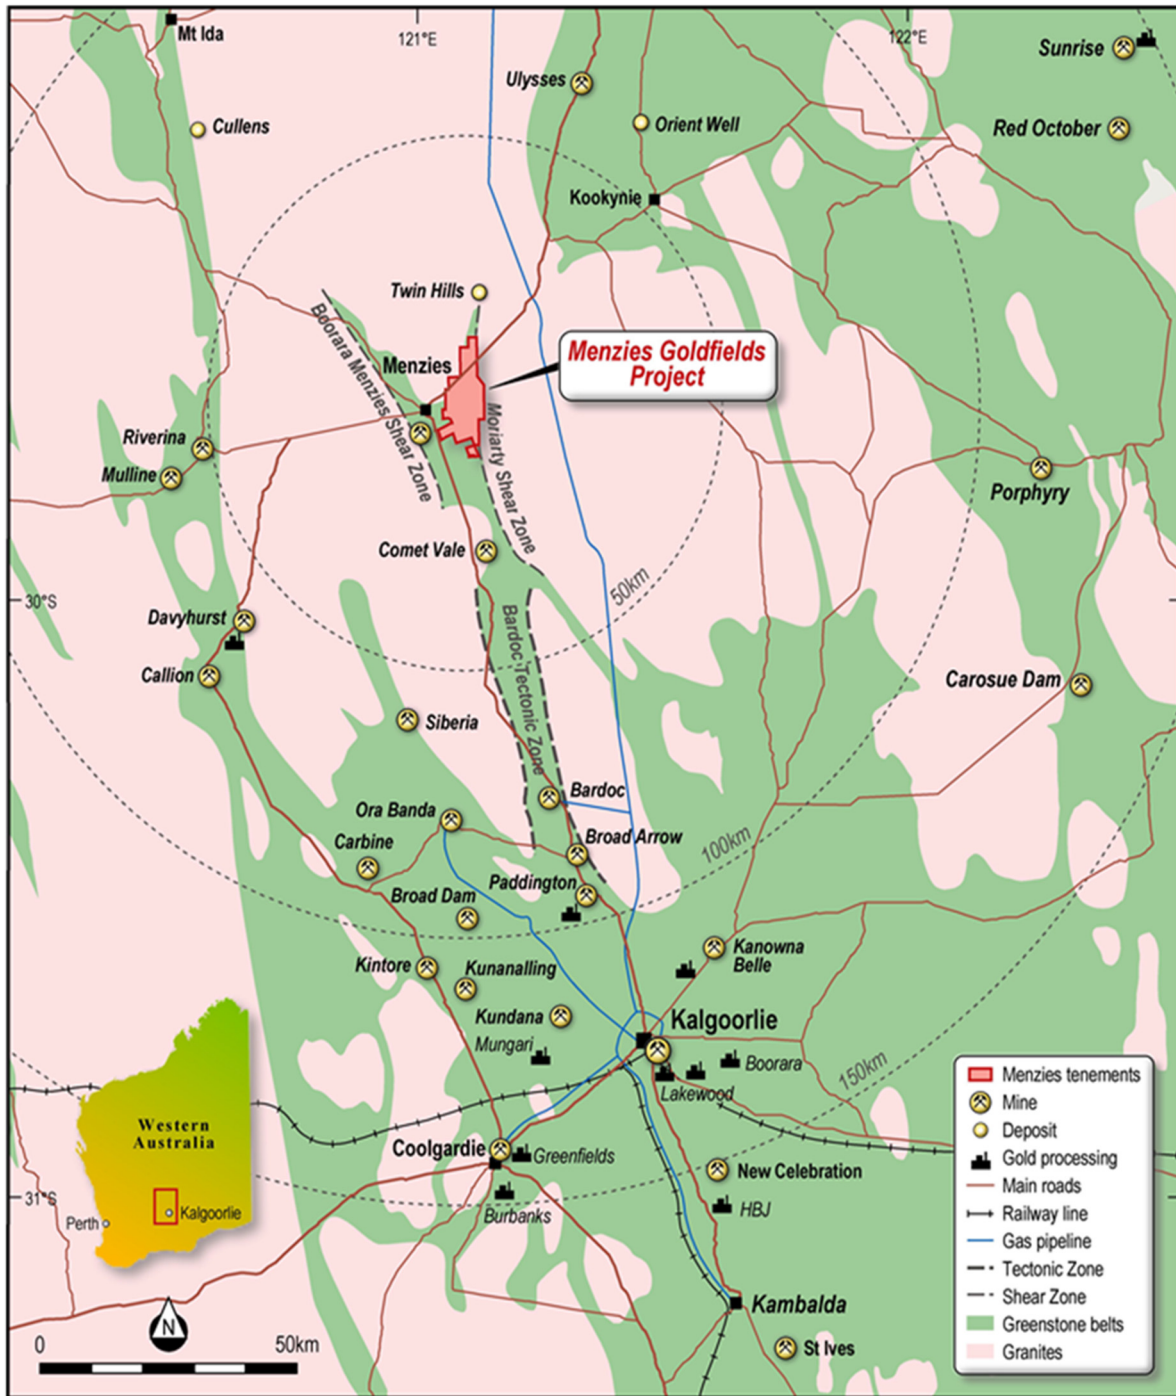 Mt Ida
121°E
122°E
Sunrise
Ulysses
Cullens
Orient Well
Red October
Kookynie
Twin Hills
Menzies Goldfields
Project
Menzies
Boorara Menzies Shear Zone
Moriarty Shear Zone
Riverina
Mulline
Porphyry
Comet Vale
50km
30°S
Davyhurst
Bardoc Tectonic Zone
Callion
Carosue Dam
Siberia
Bardoc
Ora Banda
Carbine
Broad Arrow
100km
Paddington
Broad Dam
Kanowna
Belle
Kintore
Kunanalling
Kundana
Kalgoorlie
Mungari
Boorara
150km
Lakewood
Coolgardie
Greenfields
New Celebration
31°S
Burbanks
HBJ
Kambalda
St Ives
Western
Australia
Perth
Kalgoorlie
N
0
50km
Menzies tenements
Mine
Deposit
Gold processing
Main roads
Railway line
Gas pipeline
Tectonic Zone
Shear Zone
Greenstone belts
Granites